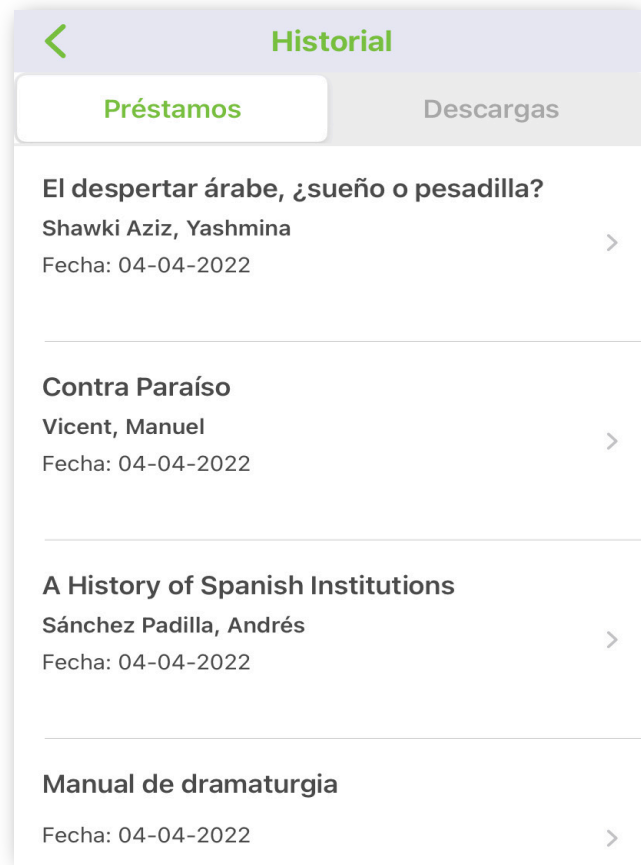 Historial
Préstamos
Descargas
El despertar árabe, ¿sueño o pesadilla?
Shawki Aziz, Yashmina
Fecha: 04-04-2022
Contra Paraíso
Vicent, Manuel
Fecha: 04-04-2022
A History of Spanish Institutions
Sánchez Padilla, Andrés
Fecha: 04-04-2022
Manual de dramaturgia
Fecha: 04-04-2022